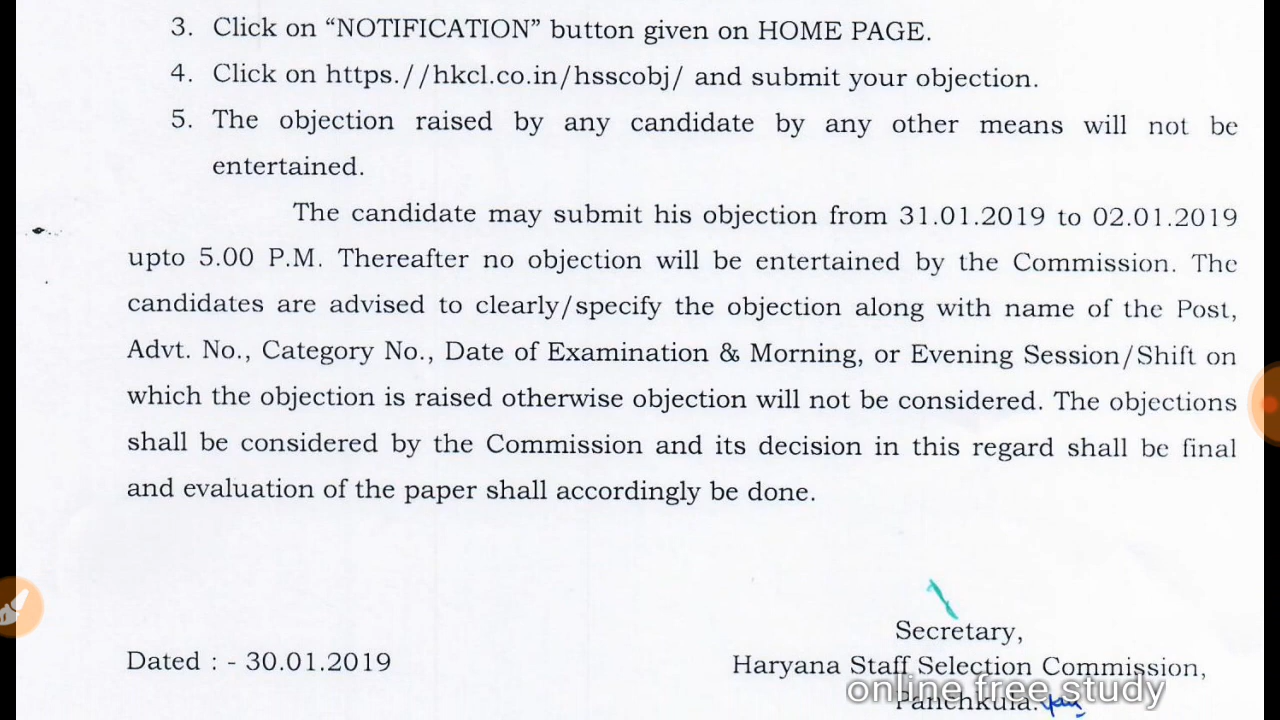 3. Click on “NOTIFICATION” button given on HOME PAGE.
4. Click on https.//hkcl.co.in/hsscobj/ and submit your objection.
5. The objection raised by any candidate by any other means will not be
entertained.
The candidate may submit his objection from 31.01.2019 to 02.01.2019
upto 5.00 P.M. Thereafter no objection will be entertained by the Commission. The
candidates are advised to clearly/specify the objection along with name of the Post,
Advt. No., Category No., Date of Examination & Morning, or Evening Session/Shift on
which the objection is raised otherwise objection will not be considered. The objections
shall be considered by the Commission and its decision in this regard shall be final
and evaluation of the paper shall accordingly be done.
Secretary,
Dated : - 30.01.2019
Haryana Staff Selection Commission,
Panchkula.
online free study